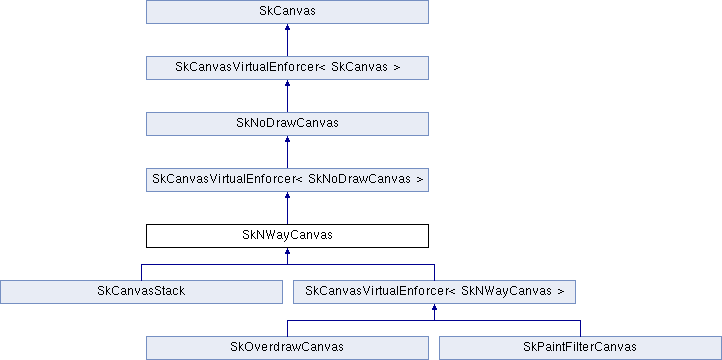 SkCanvas
SkCanvasVirtualEnforcer< SkCanvas >
SkNoDrawCanvas
SkCanvasVirtualEnforcer< SkNoDrawCanvas >
SkNWayCanvas
SkCanvasStack
SkCanvasVirtualEnforcer< SkNWayCanvas >
SkOverdrawCanvas
SkPaintFilterCanvas